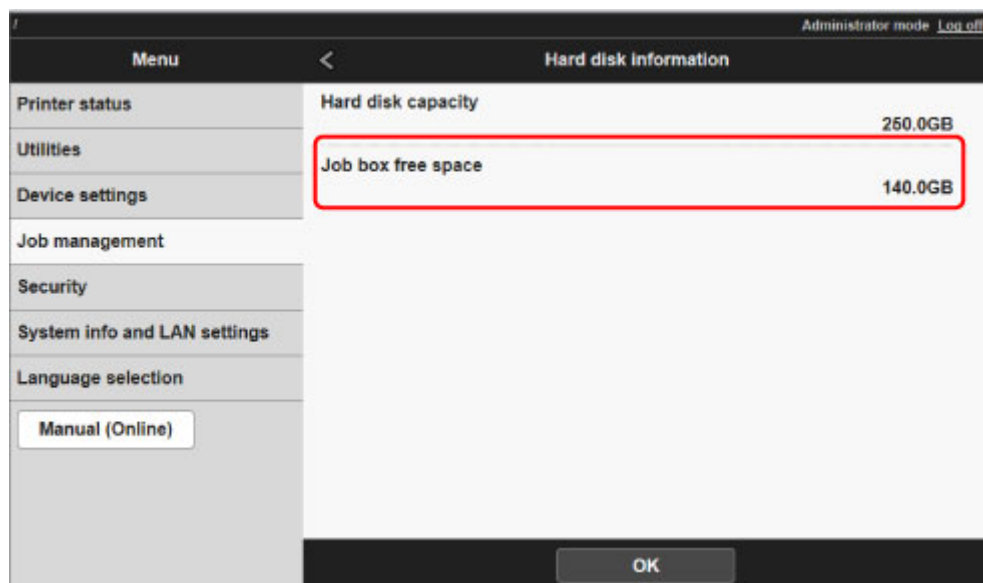 /
Administrator mode Log off
Menu
<
Hard disk information
Printer status
Utilities
Device settings
Job management
Security
System info and LAN settings
Language selection
Manual (Online)
Hard disk capacity
250.0GB
Job box free space
140.0GB
OK